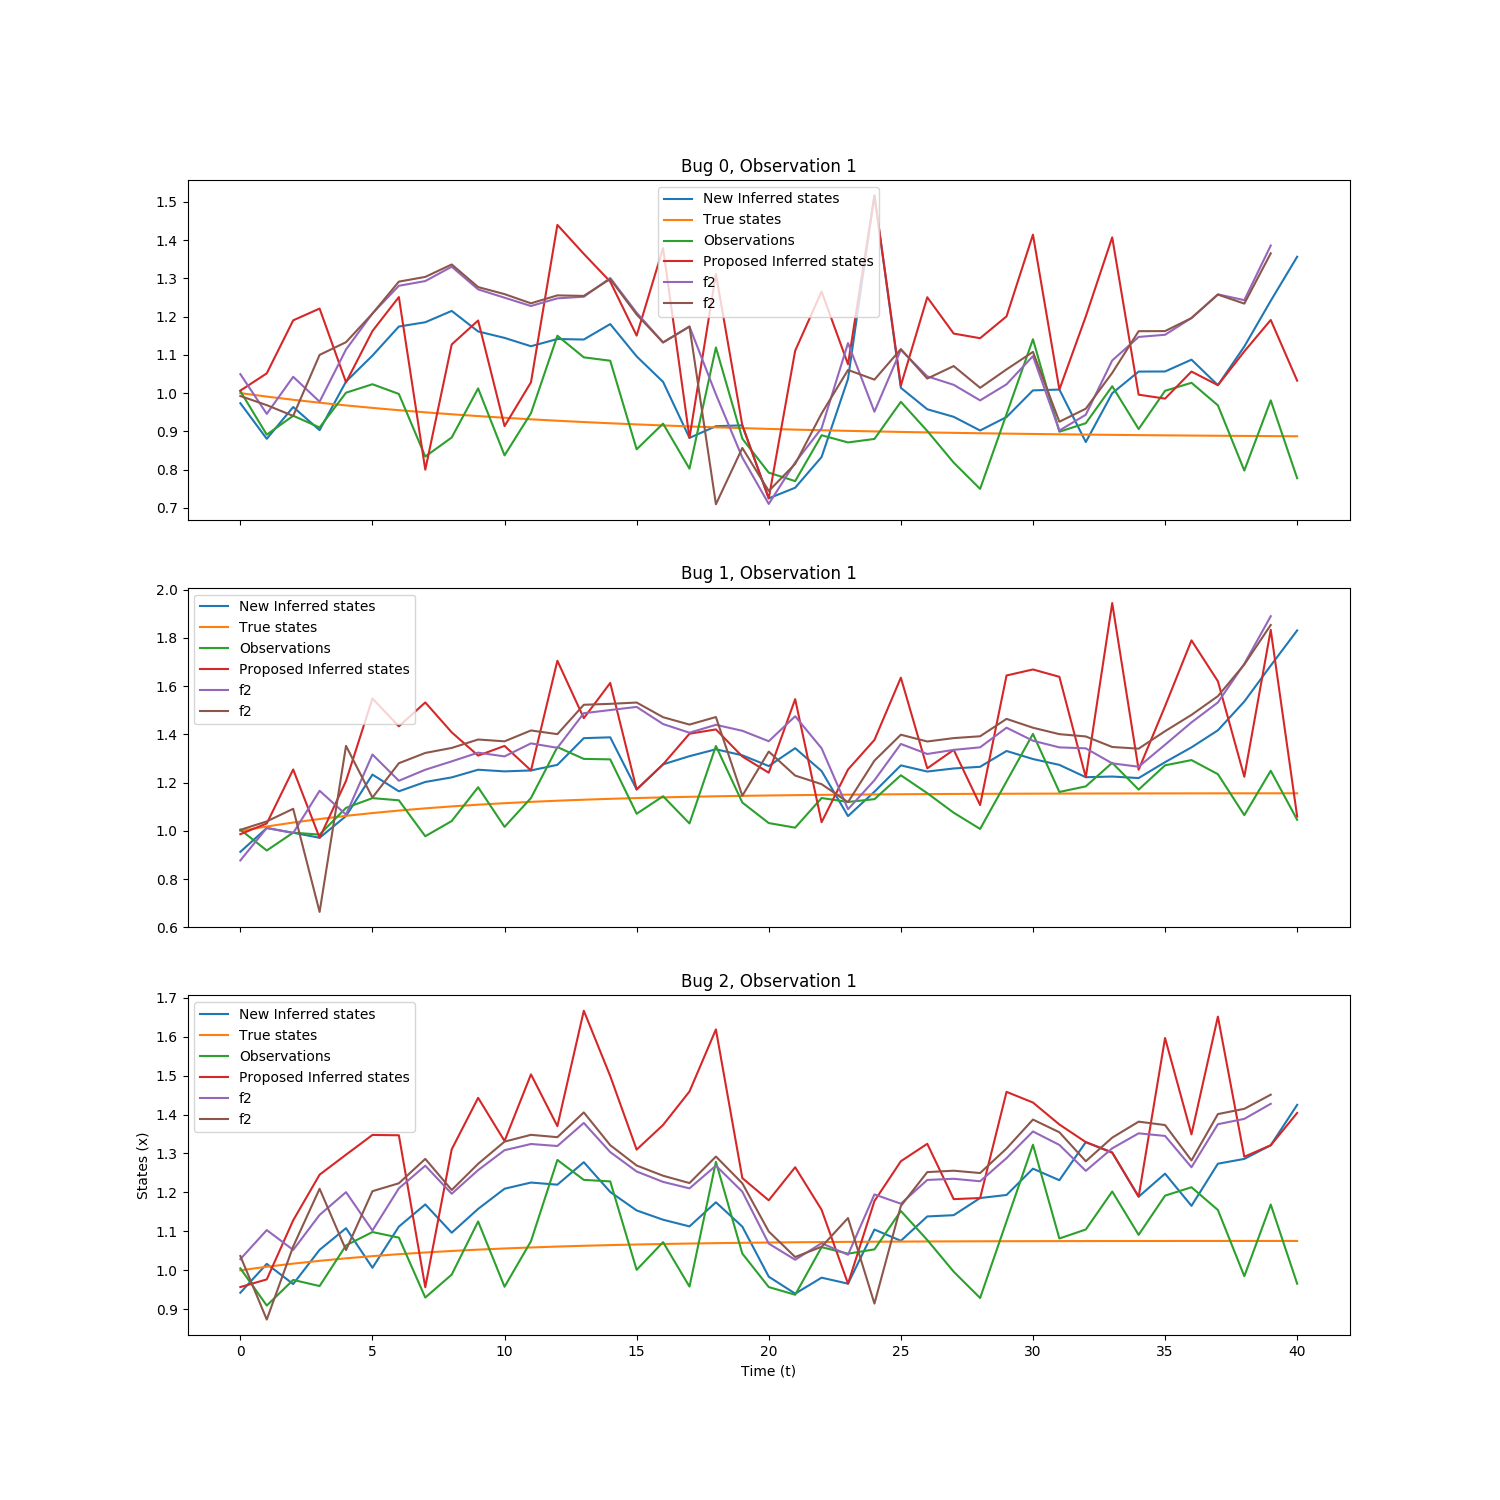 Bug 0, Observation 1
1.5
1.4
1.3
1.2
1.1
1.0
0.9
0.8
0.7
New Inferred states
True states
Observations
Proposed Inferred states
f2
f2
Bug 1, Observation 1
2.0
1.8
1.6
1.4
1.2
1.0
0.8
0.6
New Inferred states
True states
Observations
Proposed Inferred states
f2
f2
Bug 2, Observation 1
1.7
1.6
1.5
1.4
1.3
1.2
1.1
1.0
0.9
New Inferred states
True states
Observations
Proposed Inferred states
f2
f2
States (x)
0 5 10 15 20 25 30 35 40
Time (t)